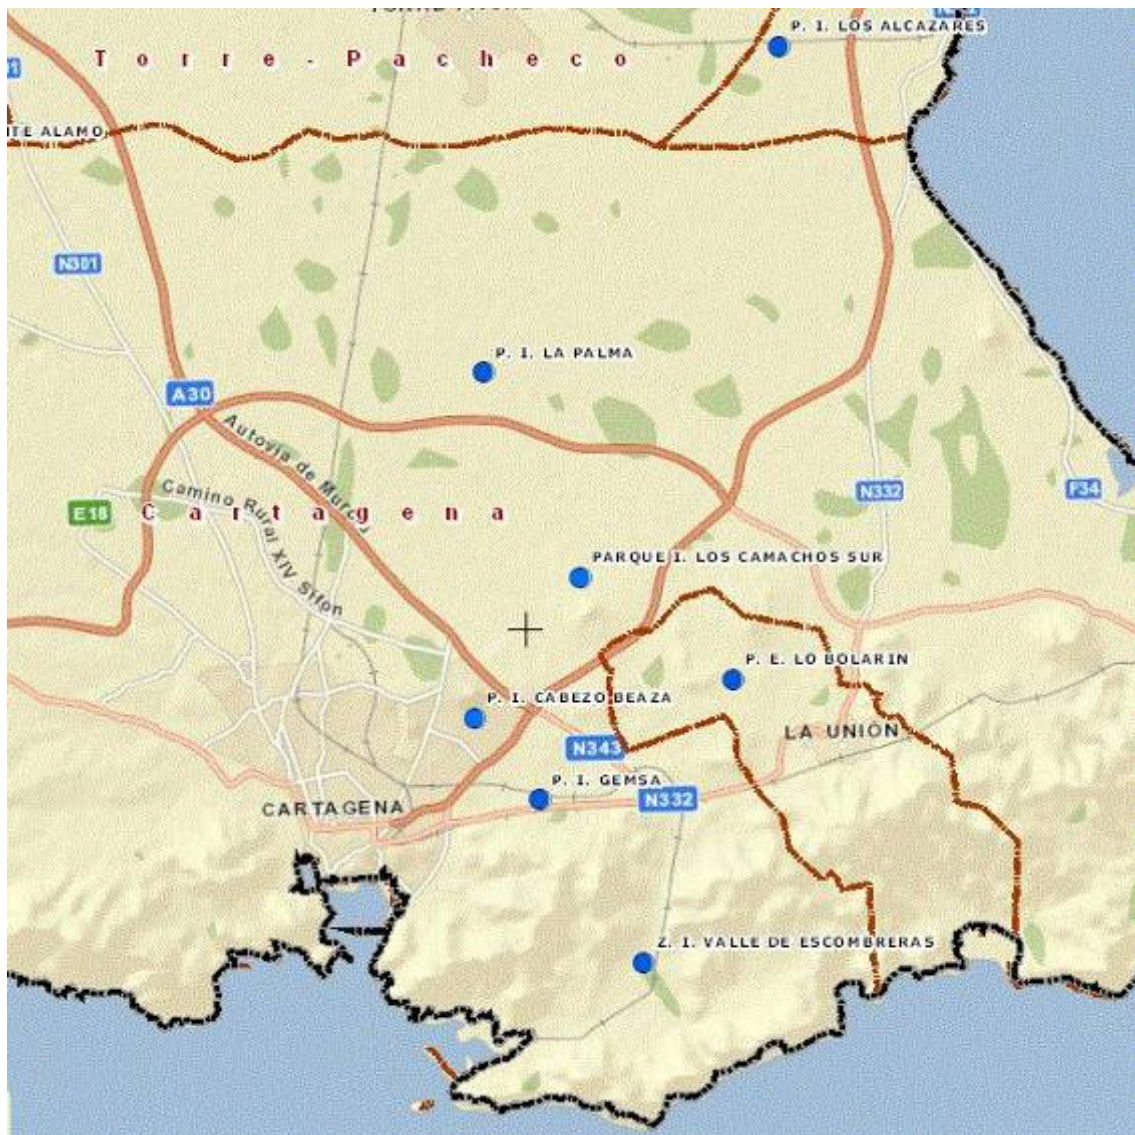 P. I. LOS ALCAZARES
Torre-Pacheco
NTE ALAMO
N301
P. I. LA PALMA
A30
Autovia de Murcia
Camino Rural XIV Sifon
N332
F34
E18
Cartagena
PARQUE I. LOS CAMACHOS SUR
P. E. LO BOLARIN
P. I. CABEZO BEAZA
LA UNIÓN
N343
P. I. GEMSA
N332
CARTAGENA
Z. I. VALLE DE ESCOMBRERAS